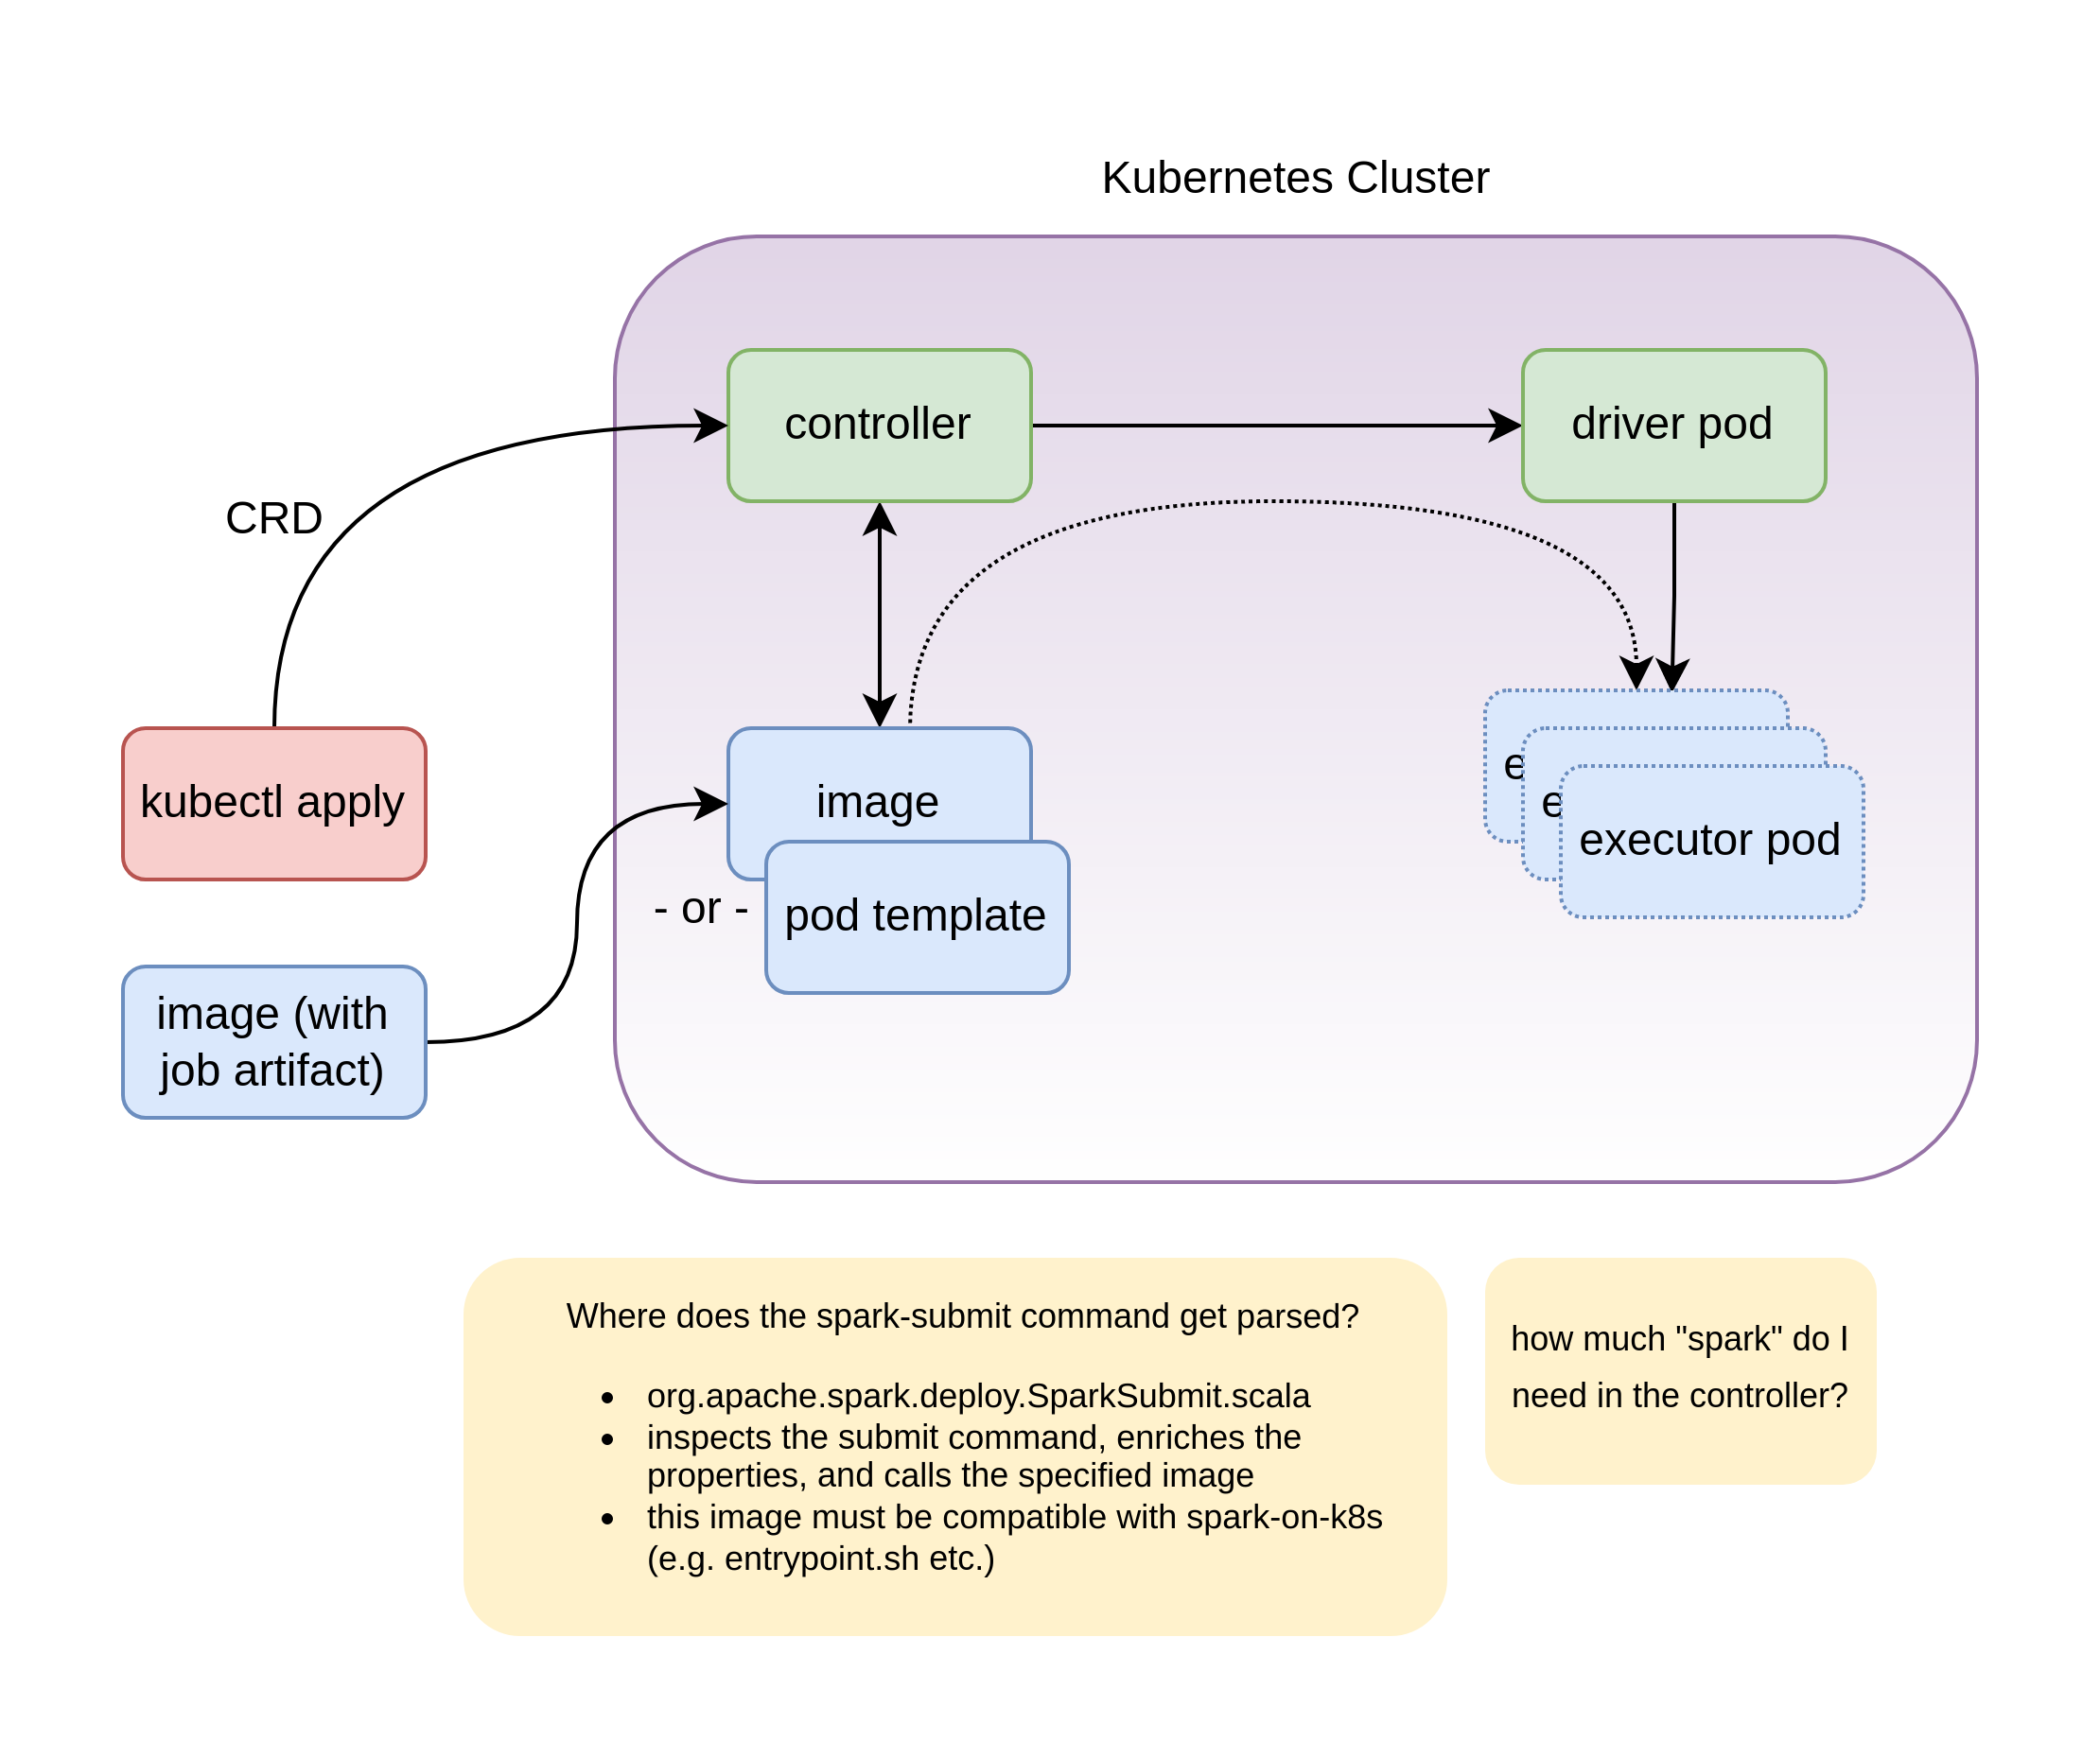 Kubernetes Cluster
controller
driver pod
CRD
kubectl apply
image
e
e
executor pod
- or -
pod template
image (with
job artifact)
Where does the spark-submit command get parsed?
org.apache.spark.deploy.SparkSubmit.scala
inspects the submit command, enriches the
properties, and calls the specified image
this image must be compatible with spark-on-k8s
(e.g. entrypoint.sh etc.)
how much "spark" do I
need in the controller?